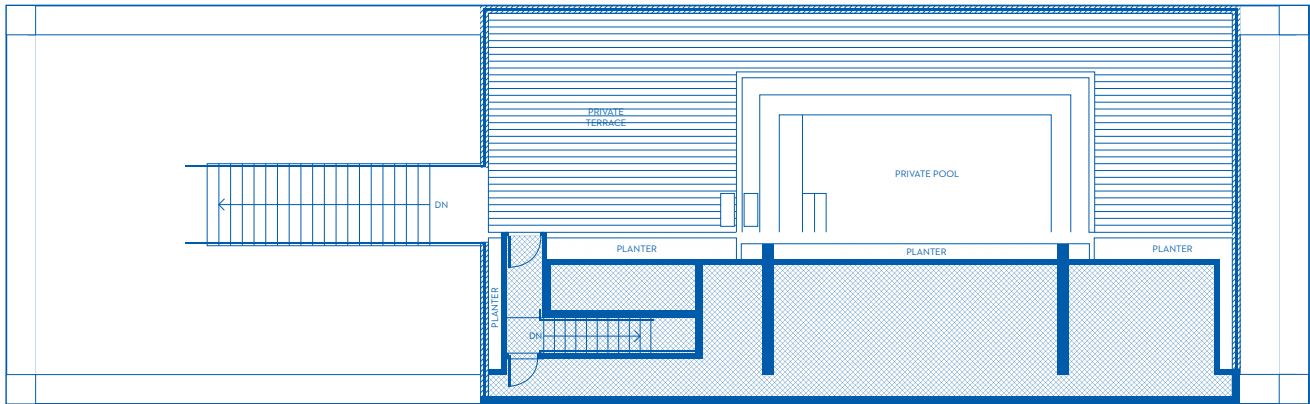 PRIVATE
TERRACE
PRIVATE POOL
DN
PLANTER
PLANTER
PLANTER
PLANTER
DN